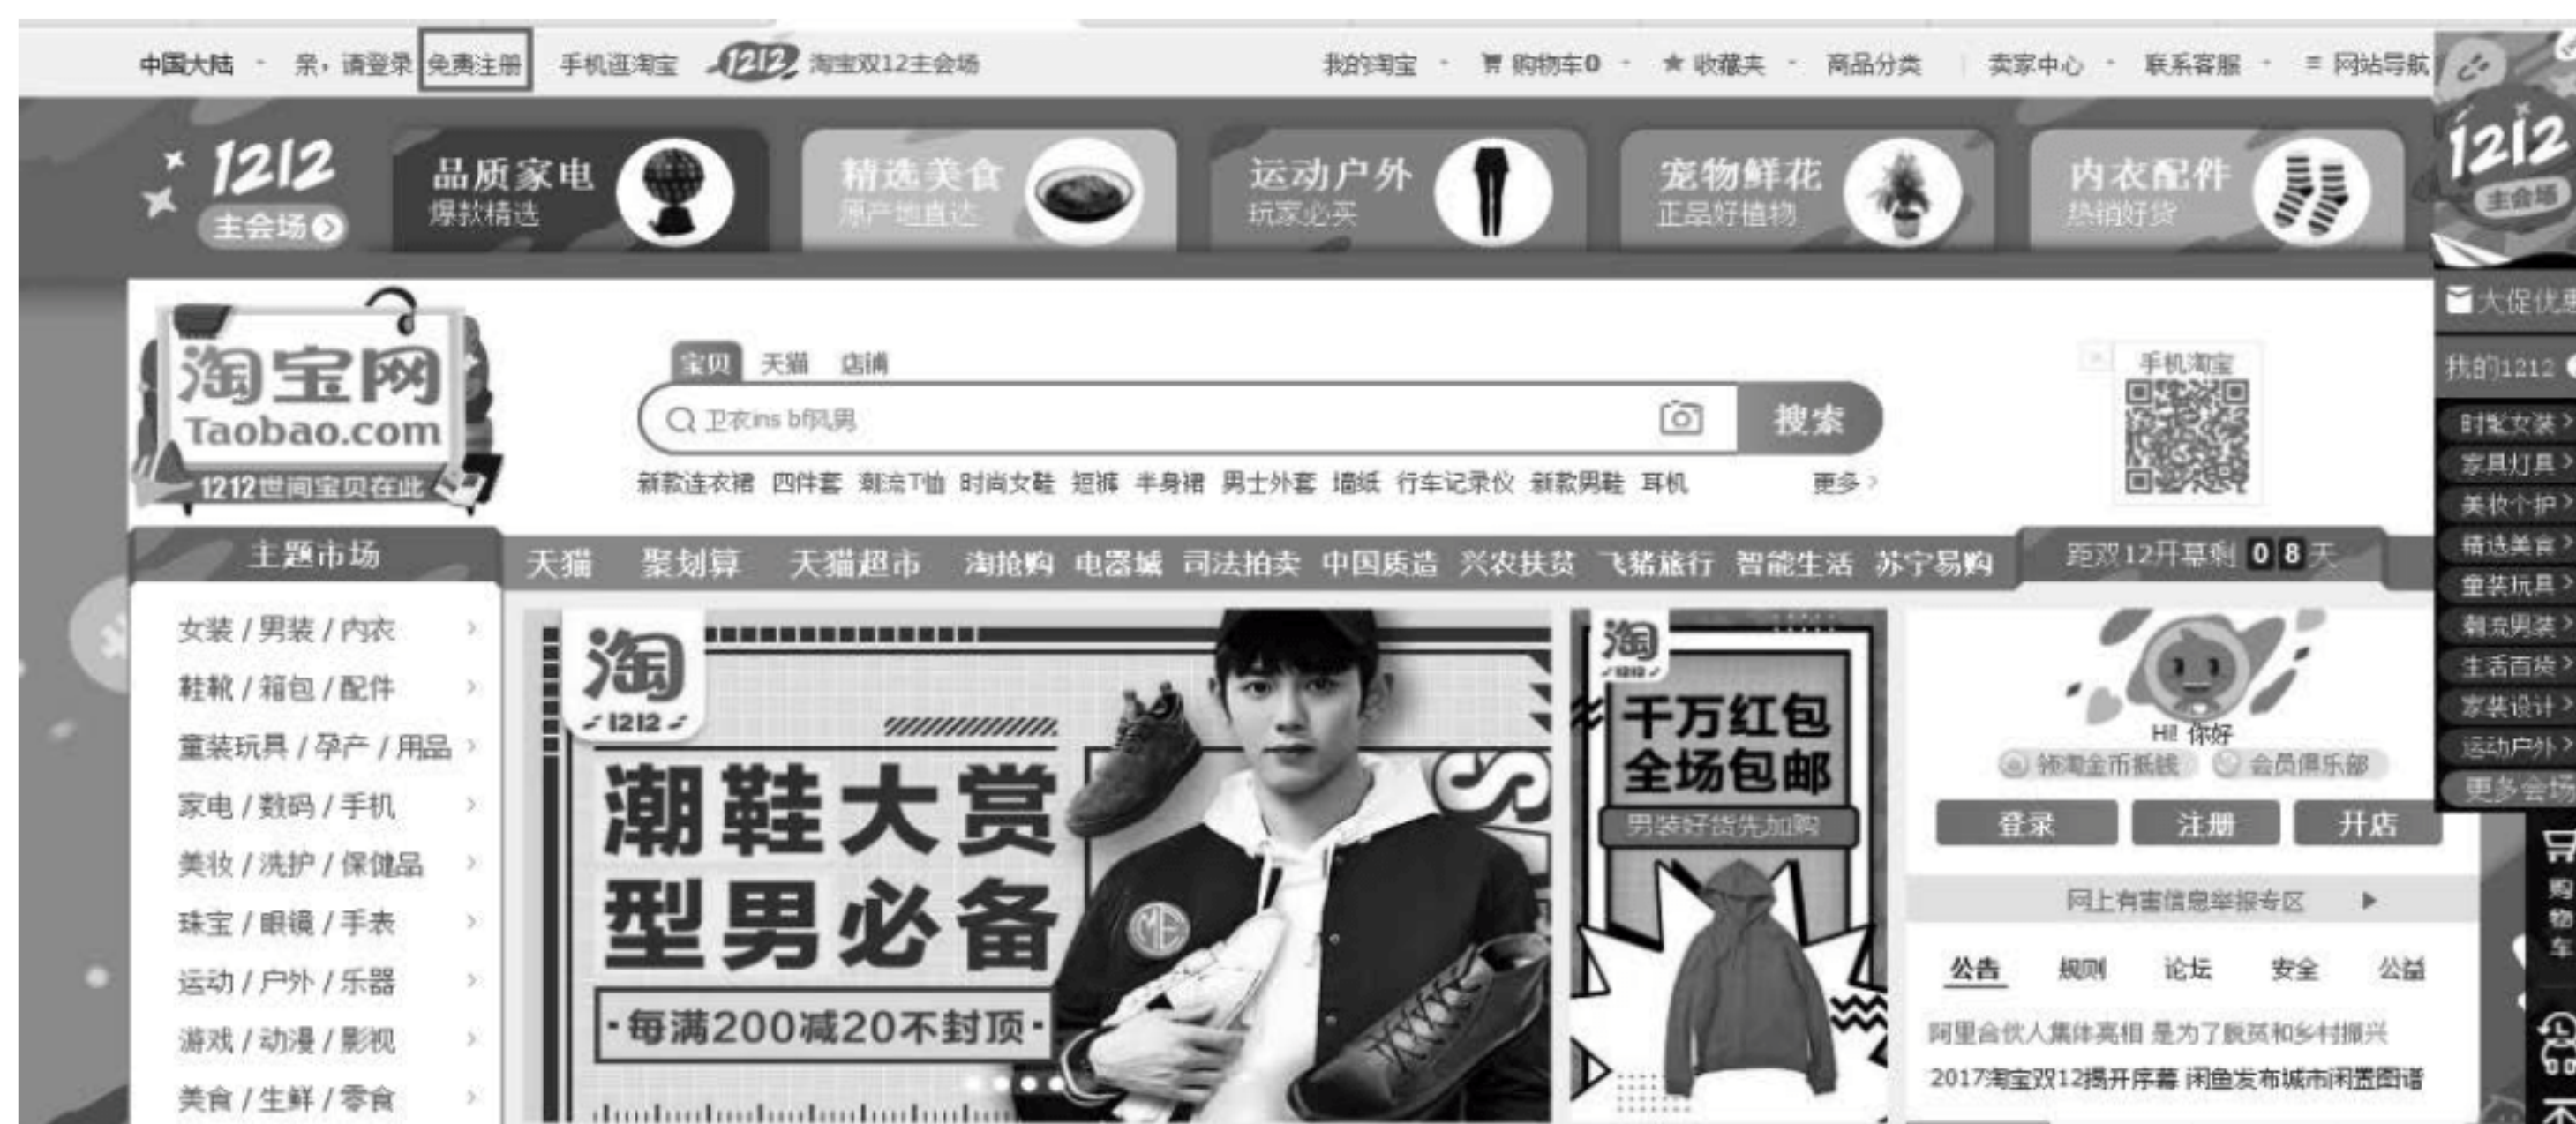 中国大陆 亲，请登录 免费注册 手机逛淘宝 1212 淘宝双12主会场 我的淘宝 购物车0 收藏夹 商品分类 卖家中心 联系客服 网站导航
1212
主会场
品质家电
爆款精选
精选美食
原产地直达
运动户外
玩家必买
宠物鲜花
正品好植物
内衣配件
热销好货
1212
主会场
淘宝网
Taobao.com
1212世间宝贝在此
宝贝 天猫 店铺
卫衣ins bf风男
搜索
新款连衣裙 四件套 潮流T恤 时尚女鞋 短裤 半身裙 男士外套 墙纸 行车记录仪 新款男鞋 耳机 更多
手机淘宝
大促优惠
我的1212
时髦女装
家具灯具
美妆个护
精选美食
童装玩具
潮流男装
生活百货
家装设计
运动户外
更多会场
主题市场
天猫 聚划算 天猫超市 淘抢购 电器城 司法拍卖 中国质造 兴农扶贫 飞猪旅行 智能生活 苏宁易购
距双12开幕剩 08 天
女装 / 男装 / 内衣
鞋靴 / 箱包 / 配件
童装玩具 / 孕产 / 用品
家电 / 数码 / 手机
美妆 / 洗护 / 保健品
珠宝 / 眼镜 / 手表
运动 / 户外 / 乐器
游戏 / 动漫 / 影视
美食 / 生鲜 / 零食
淘
1212
潮鞋大赏
型男必备
·每满200减20不封顶·
ME
淘
1212
千万红包
全场包邮
男装好货先加购
Hi! 你好
领淘金币抵钱 会员俱乐部
登录 注册 开店
网上有害信息举报专区
公告 规则 论坛 安全 公益
阿里合伙人集体亮相 是为了脱贫和乡村振兴
2017淘宝双12揭开序幕 闲鱼发布城市闲置图谱
购物车